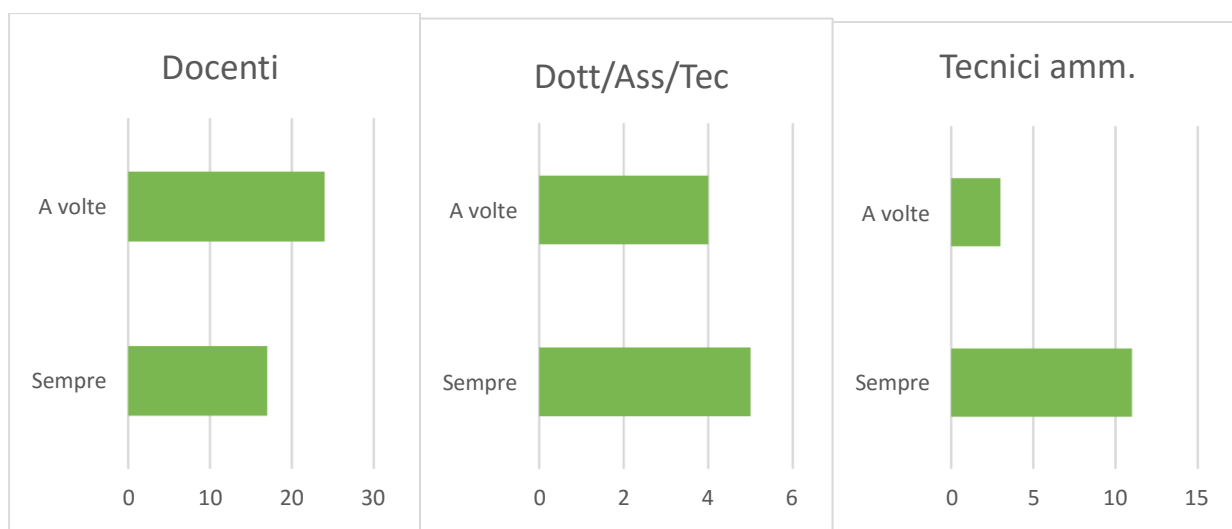 Docenti
A volte
Sempre
0 10 20 30
Dott/Ass/Tec
A volte
Sempre
0 2 4 6
Tecnici amm.
A volte
Sempre
0 5 10 15